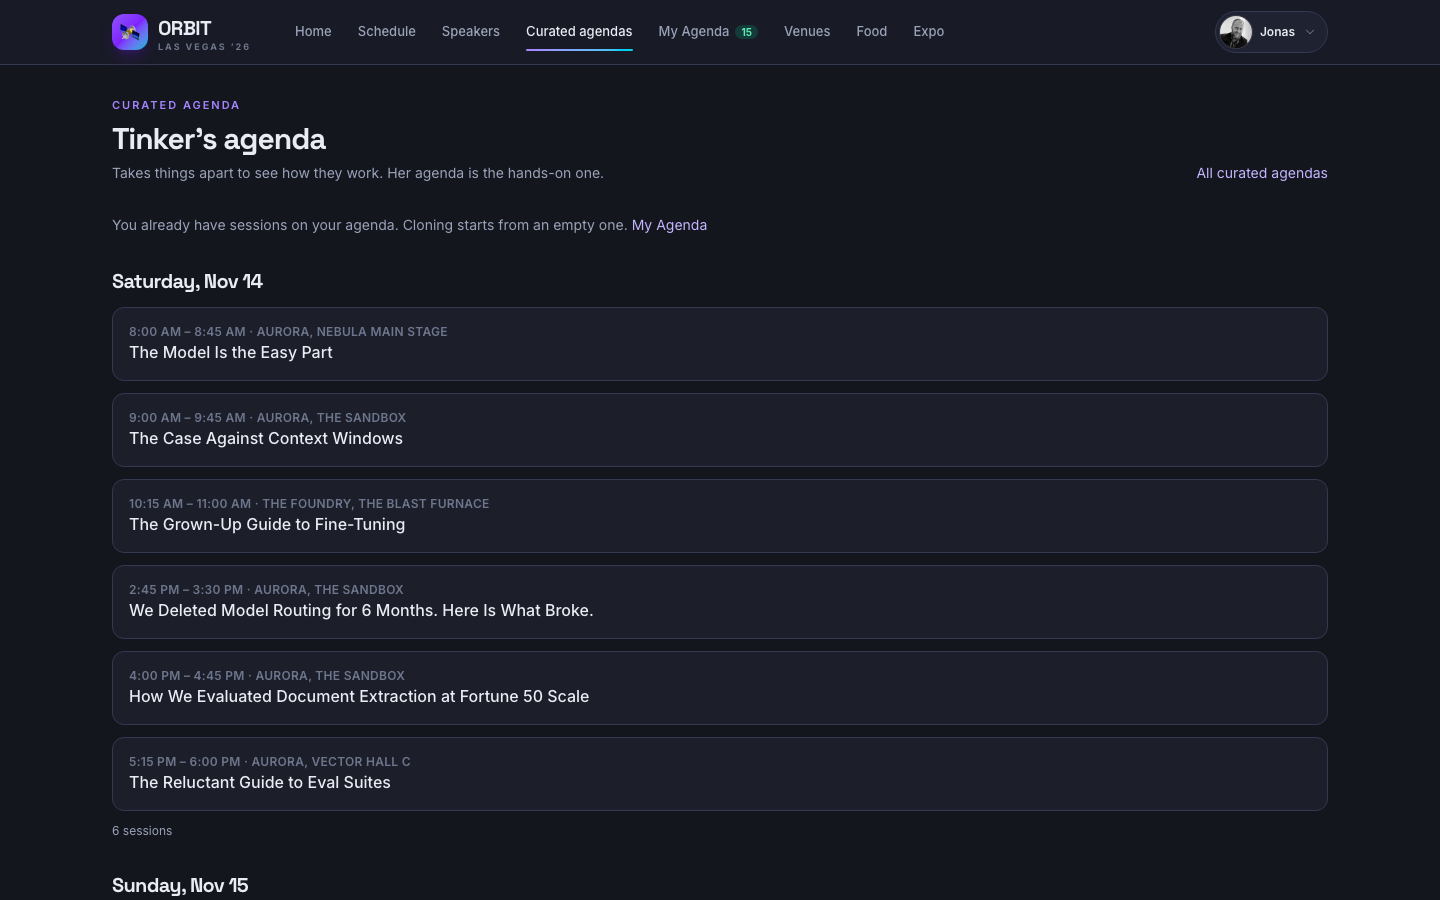 ORBIT
LAS VEGAS '26
Home
Schedule
Speakers
Curated agendas
My Agenda 15
Venues
Food
Expo
Jonas
CURATED AGENDA
Tinker's agenda
Takes things apart to see how they work. Her agenda is the hands-on one.
All curated agendas
You already have sessions on your agenda. Cloning starts from an empty one. My Agenda
Saturday, Nov 14
8:00 AM – 8:45 AM · AURORA, NEBULA MAIN STAGE
The Model Is the Easy Part
9:00 AM – 9:45 AM · AURORA, THE SANDBOX
The Case Against Context Windows
10:15 AM – 11:00 AM · THE FOUNDRY, THE BLAST FURNACE
The Grown-Up Guide to Fine-Tuning
2:45 PM – 3:30 PM · AURORA, THE SANDBOX
We Deleted Model Routing for 6 Months. Here Is What Broke.
4:00 PM – 4:45 PM · AURORA, THE SANDBOX
How We Evaluated Document Extraction at Fortune 50 Scale
5:15 PM – 6:00 PM · AURORA, VECTOR HALL C
The Reluctant Guide to Eval Suites
6 sessions
Sunday, Nov 15